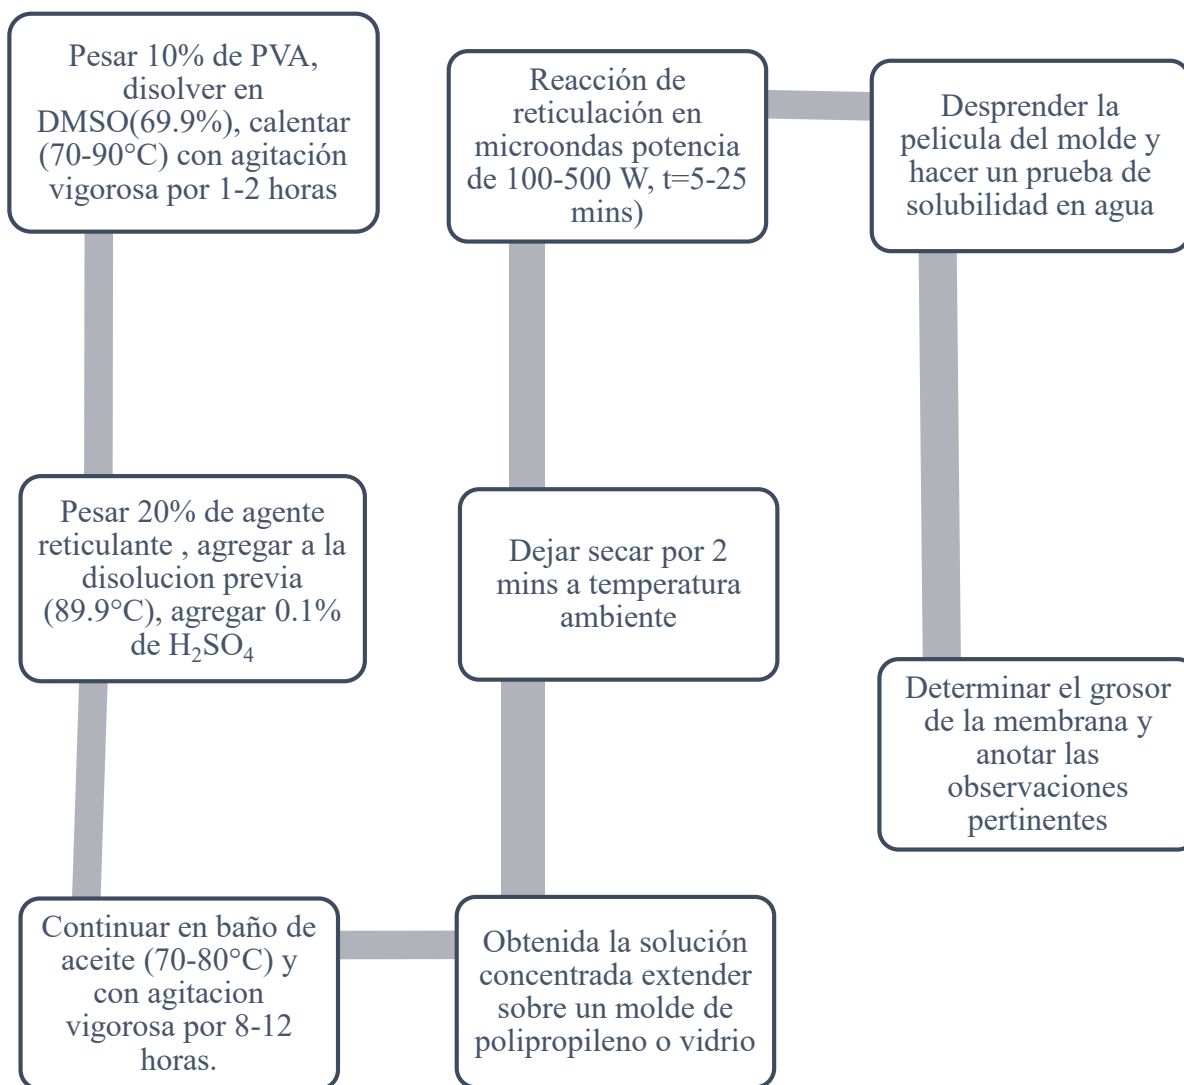 Pesar 10% de PVA,
disolver en
DMSO(69.9%), calentar
(70-90°C) con agitación
vigorosa por 1-2 horas
Pesar 20% de agente
reticulante , agregar a la
disolucion previa
(89.9°C), agregar 0.1%
de H₂SO₄
Continuar en baño de
aceite (70-80°C) y
con agitacion
vigorosa por 8-12
horas.
Obtenida la solución
concentrada extender
sobre un molde de
polipropileno o vidrio
Dejar secar por 2
mins a temperatura
ambiente
Reacción de
reticulación en
microondas potencia
de 100-500 W, t=5-25
mins)
Desprender la
pelicula del molde y
hacer un prueba de
solubilidad en agua
Determinar el grosor
de la membrana y
anotar las
observaciones
pertinentes